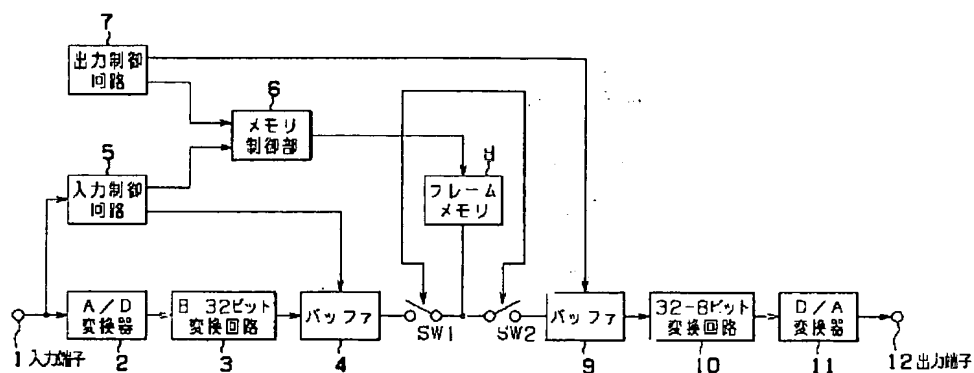 7
出力制御
回路
6
メモリ
制御部
5
入力制御
回路
8
フレーム
メモリ
A/D
変換器
8 32ビット
変換回路
バッファ
SW1
SW2
バッファ
32-8ビット
変換回路
D/A
変換器
1 入力端子
2
3
4
9
10
11
12 出力端子